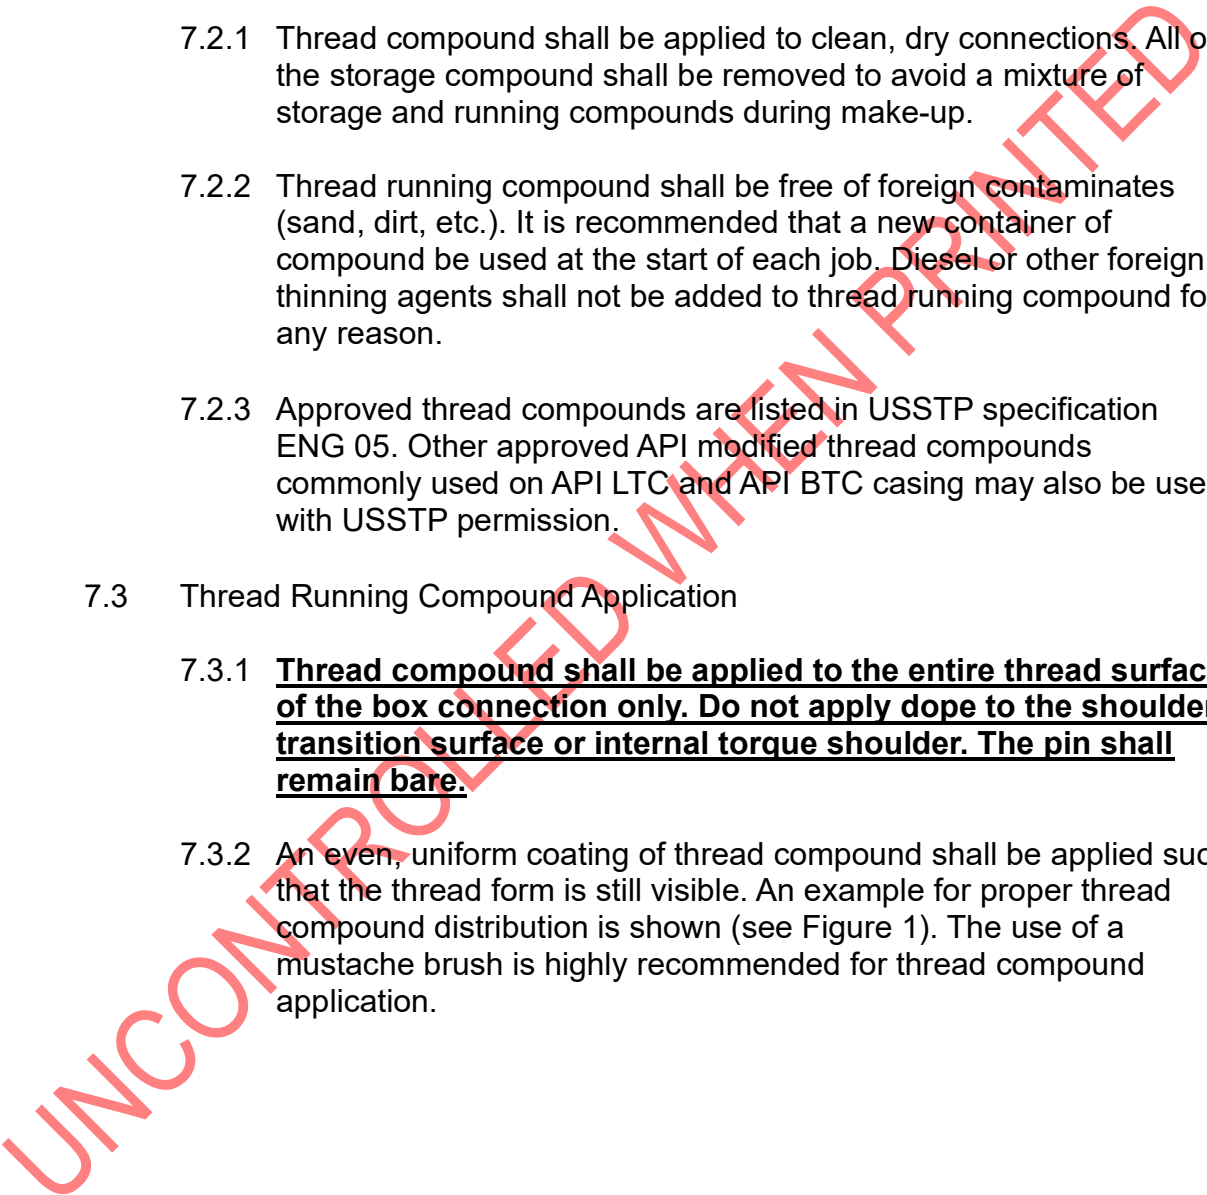 7.2.1 Thread compound shall be applied to clean, dry connections. All o
the storage compound shall be removed to avoid a mixture of
storage and running compounds during make-up.
7.2.2 Thread running compound shall be free of foreign contaminates
(sand, dirt, etc.). It is recommended that a new container of
compound be used at the start of each job. Diesel or other foreign
thinning agents shall not be added to thread running compound fo
any reason.
7.2.3 Approved thread compounds are listed in USSTP specification
ENG 05. Other approved API modified thread compounds
commonly used on API LTC and API BTC casing may also be use
with USSTP permission.
7.3 Thread Running Compound Application
7.3.1 Thread compound shall be applied to the entire thread surfac
of the box connection only. Do not apply dope to the shoulder
transition surface or internal torque shoulder. The pin shall
remain bare.
7.3.2 An even, uniform coating of thread compound shall be applied suc
that the thread form is still visible. An example for proper thread
compound distribution is shown (see Figure 1). The use of a
mustache brush is highly recommended for thread compound
application.
UNCONTROLLED WHEN PRINTED